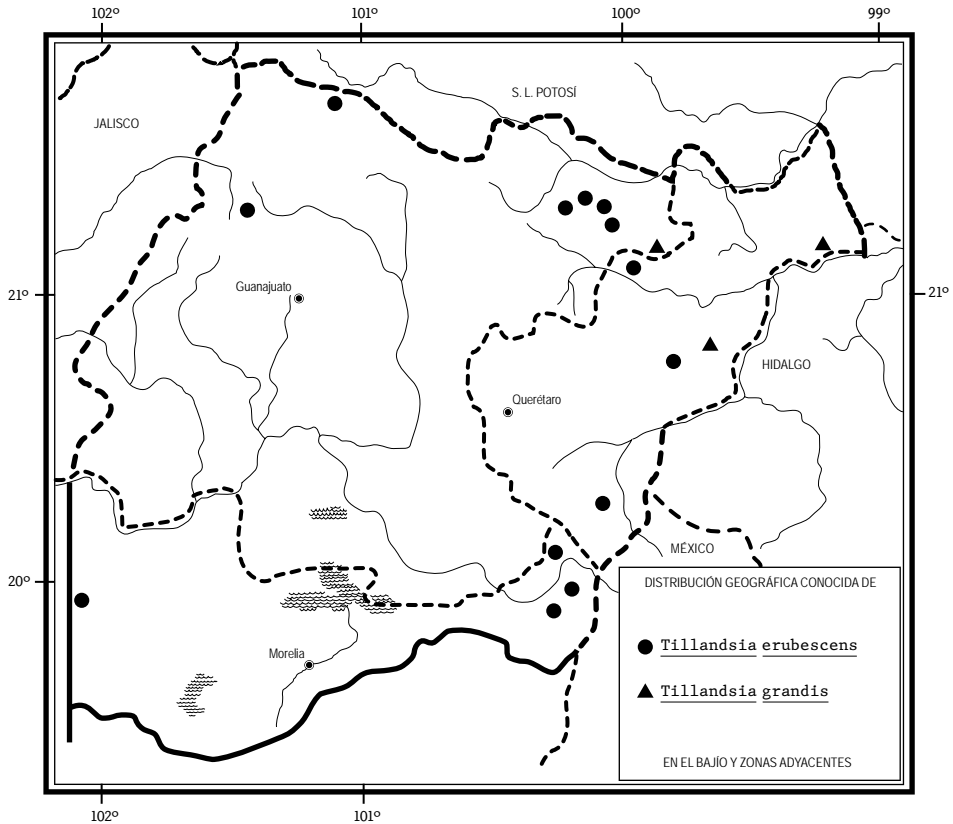 102º 101º 100º 99º
S. L. POTOSÍ
JALISCO
Guanajuato
21º 21º
HIDALGO
Querétaro
MÉXICO
20º
DISTRIBUCIÓN GEOGRÁFICA CONOCIDA DE
Tillandsia erubescens
Morelia
Tillandsia grandis
EN EL BAJÍO Y ZONAS ADYACENTES
102º 101º